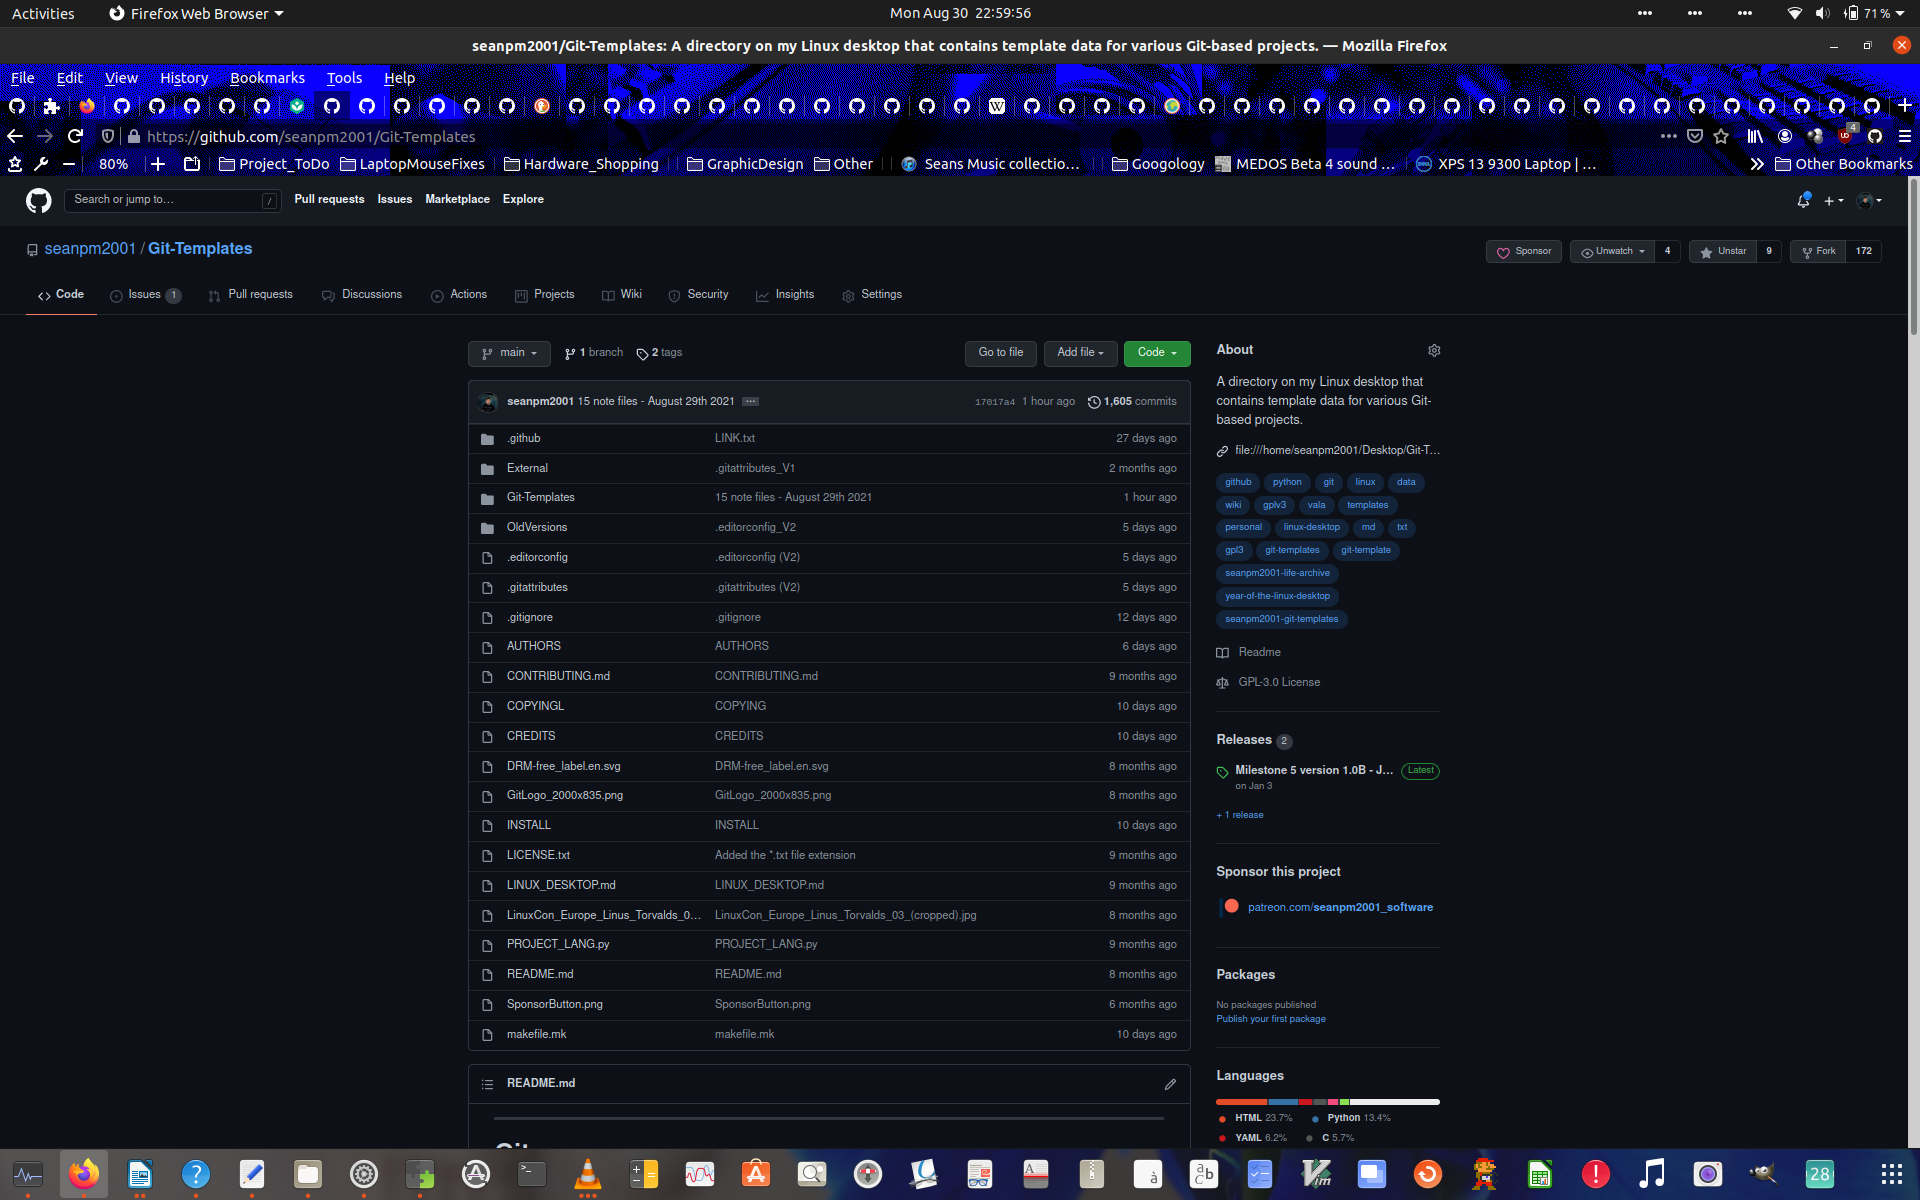 Activities
Firefox Web Browser
Mon Aug 30 22:59:56
71 %
seanpm2001/Git-Templates: A directory on my Linux desktop that contains template data for various Git-based projects. — Mozilla Firefox
File Edit View History Bookmarks Tools Help
https://github.com/seanpm2001/Git-Templates
4
80%
Project_ToDo LaptopMouseFixes Hardware_Shopping GraphicDesign Other Seans Music collectio… Googology MEDOS Beta 4 sound … XPS 13 9300 Laptop | … Other Bookmarks
Search or jump to… /
Pull requests Issues Marketplace Explore
seanpm2001 / Git-Templates
Sponsor Unwatch 4 Unstar 9 Fork 172
Code Issues 1 Pull requests Discussions Actions Projects Wiki Security Insights Settings
main 1 branch 2 tags Go to file Add file Code
seanpm2001 15 note files - August 29th 2021 ... 17017a4 1 hour ago 1,605 commits
.github LINK.txt 27 days ago
External .gitattributes_V1 2 months ago
Git-Templates 15 note files - August 29th 2021 1 hour ago
OldVersions .editorconfig_V2 5 days ago
.editorconfig .editorconfig (V2) 5 days ago
.gitattributes .gitattributes (V2) 5 days ago
.gitignore .gitignore 12 days ago
AUTHORS AUTHORS 6 days ago
CONTRIBUTING.md CONTRIBUTING.md 9 months ago
COPYINGL COPYING 10 days ago
CREDITS CREDITS 10 days ago
DRM-free_label.en.svg DRM-free_label.en.svg 8 months ago
GitLogo_2000x835.png GitLogo_2000x835.png 8 months ago
INSTALL INSTALL 10 days ago
LICENSE.txt Added the *.txt file extension 9 months ago
LINUX_DESKTOP.md LINUX_DESKTOP.md 9 months ago
LinuxCon_Europe_Linus_Torvalds_0… LinuxCon_Europe_Linus_Torvalds_03_(cropped).jpg 8 months ago
PROJECT_LANG.py PROJECT_LANG.py 9 months ago
README.md README.md 8 months ago
SponsorButton.png SponsorButton.png 6 months ago
makefile.mk makefile.mk 10 days ago
README.md
About
A directory on my Linux desktop that
contains template data for various Git-
based projects.
file:///home/seanpm2001/Desktop/Git-T…
github python git linux data
wiki gplv3 vala templates
personal linux-desktop md txt
gpl3 git-templates git-template
seanpm2001-life-archive
year-of-the-linux-desktop
seanpm2001-git-templates
Readme
GPL-3.0 License
Releases 2
Milestone 5 version 1.0B - J… Latest
on Jan 3
+ 1 release
Sponsor this project
patreon.com/seanpm2001_software
Packages
No packages published
Publish your first package
Languages
HTML 23.7% Python 13.4%
YAML 6.2% C 5.7%
28